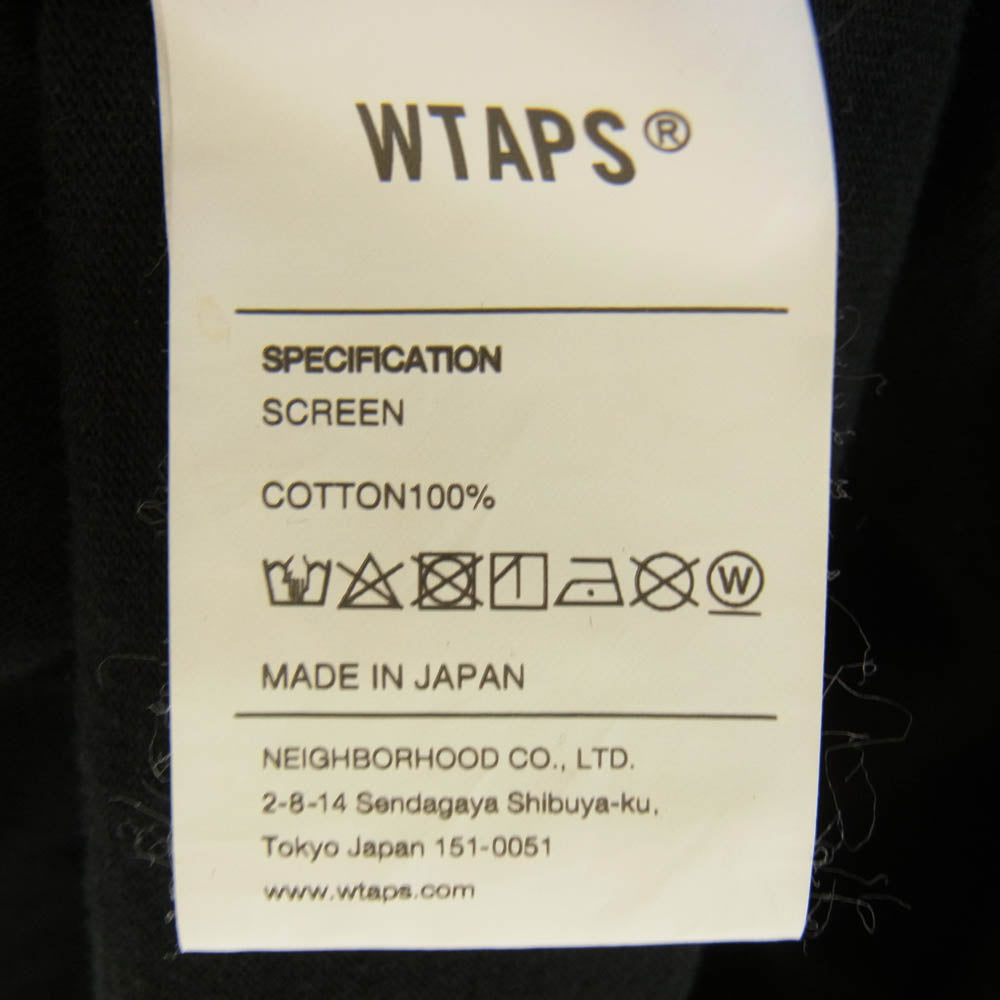 WTAPS®
SPECIFICATION
SCREEN
COTTON100%
W
MADE IN JAPAN
NEIGHBORHOOD CO., LTD.
2-8-14 Sendagaya Shibuya-ku,
Tokyo Japan 151-0051
www.wtaps.com